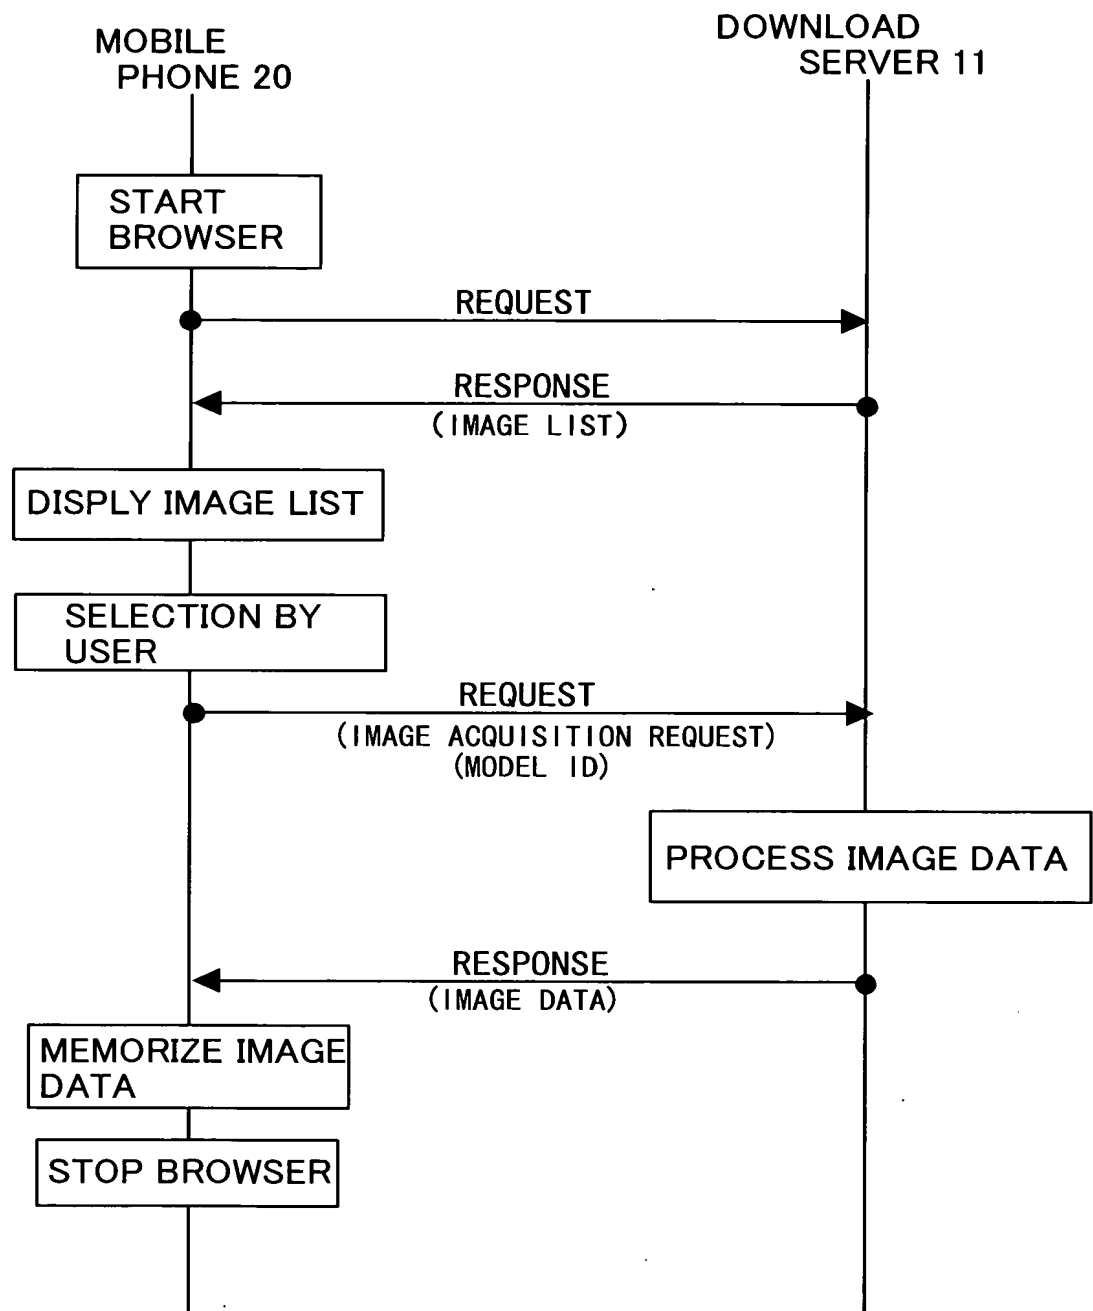 MOBILE
PHONE 20
DOWNLOAD
SERVER 11
START
BROWSER
REQUEST
RESPONSE
(IMAGE LIST)
DISPLY IMAGE LIST
SELECTION BY
USER
REQUEST
(IMAGE ACQUISITION REQUEST)
(MODEL ID)
PROCESS IMAGE DATA
RESPONSE
(IMAGE DATA)
MEMORIZE IMAGE
DATA
STOP BROWSER